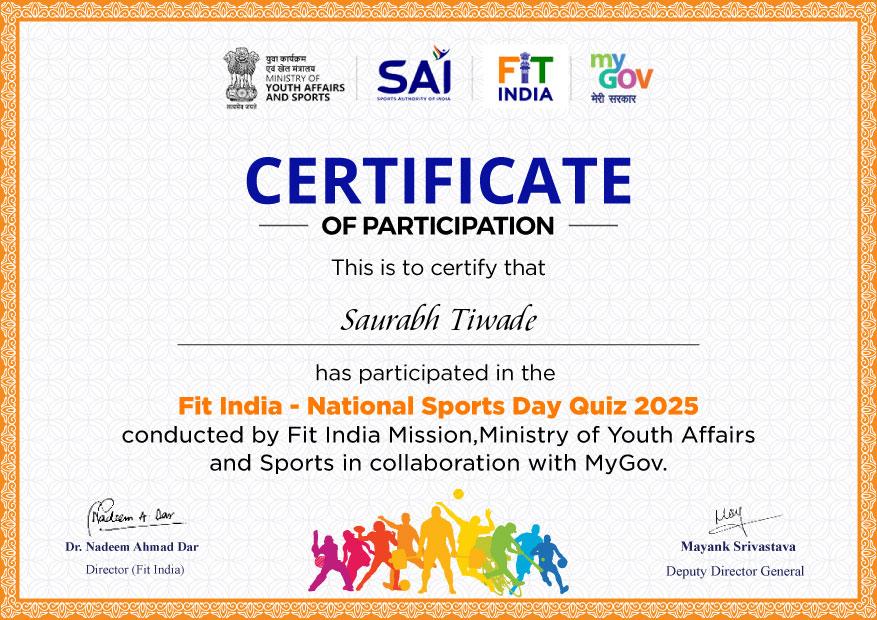 युवा कार्यक्रम
एवं खेल मंत्रालय
MINISTRY OF
YOUTH AFFAIRS
AND SPORTS
सत्यमेव जयते
SAI
SPORTS AUTHORITY OF INDIA
FIT
INDIA
my
GOV
मेरी सरकार
CERTIFICATE
OF PARTICIPATION
This is to certify that
Saurabh Tiwade
has participated in the
Fit India - National Sports Day Quiz 2025
conducted by Fit India Mission,Ministry of Youth Affairs
and Sports in collaboration with MyGov.
Nadeem A Dar
Dr. Nadeem Ahmad Dar
Director (Fit India)
May
Mayank Srivastava
Deputy Director General